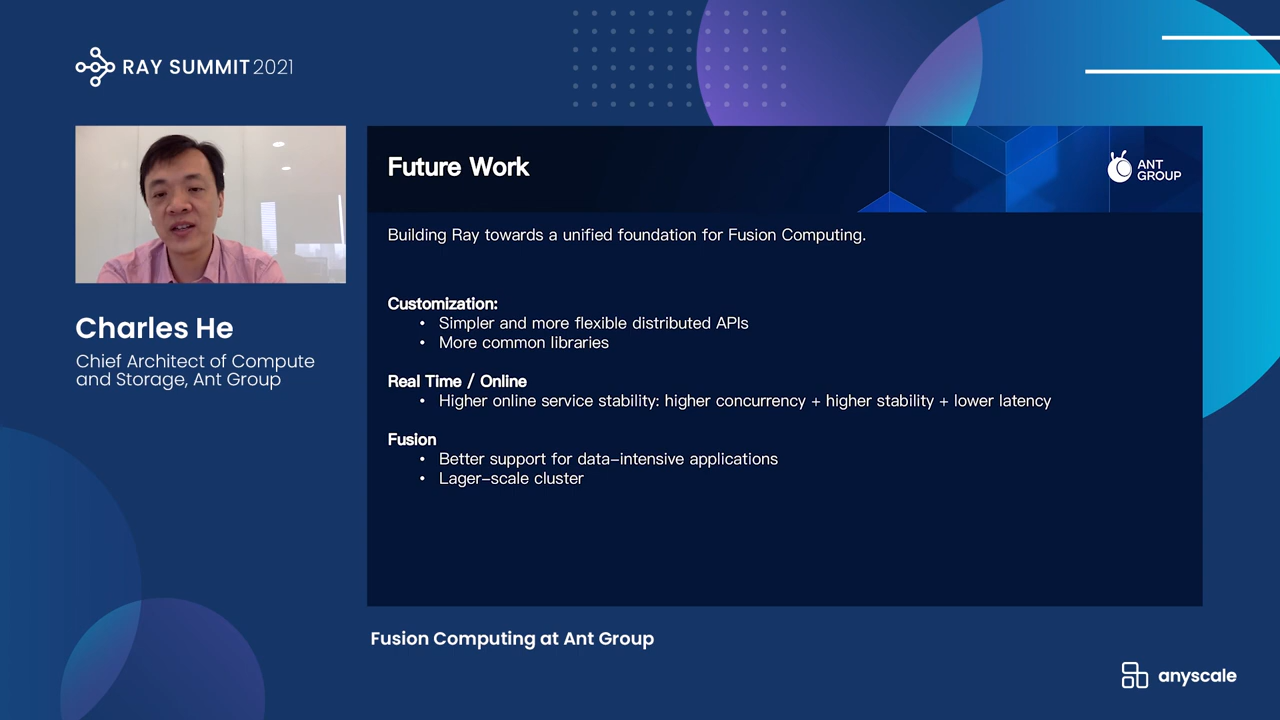 RAY SUMMIT 2021
Charles He
Chief Architect of Compute
and Storage, Ant Group
Future Work
ANT
GROUP
Building Ray towards a unified foundation for Fusion Computing.
Customization:
• Simpler and more flexible distributed APIs
• More common libraries
Real Time / Online
• Higher online service stability: higher concurrency + higher stability + lower latency
Fusion
• Better support for data-intensive applications
• Lager-scale cluster
Fusion Computing at Ant Group
anyscale